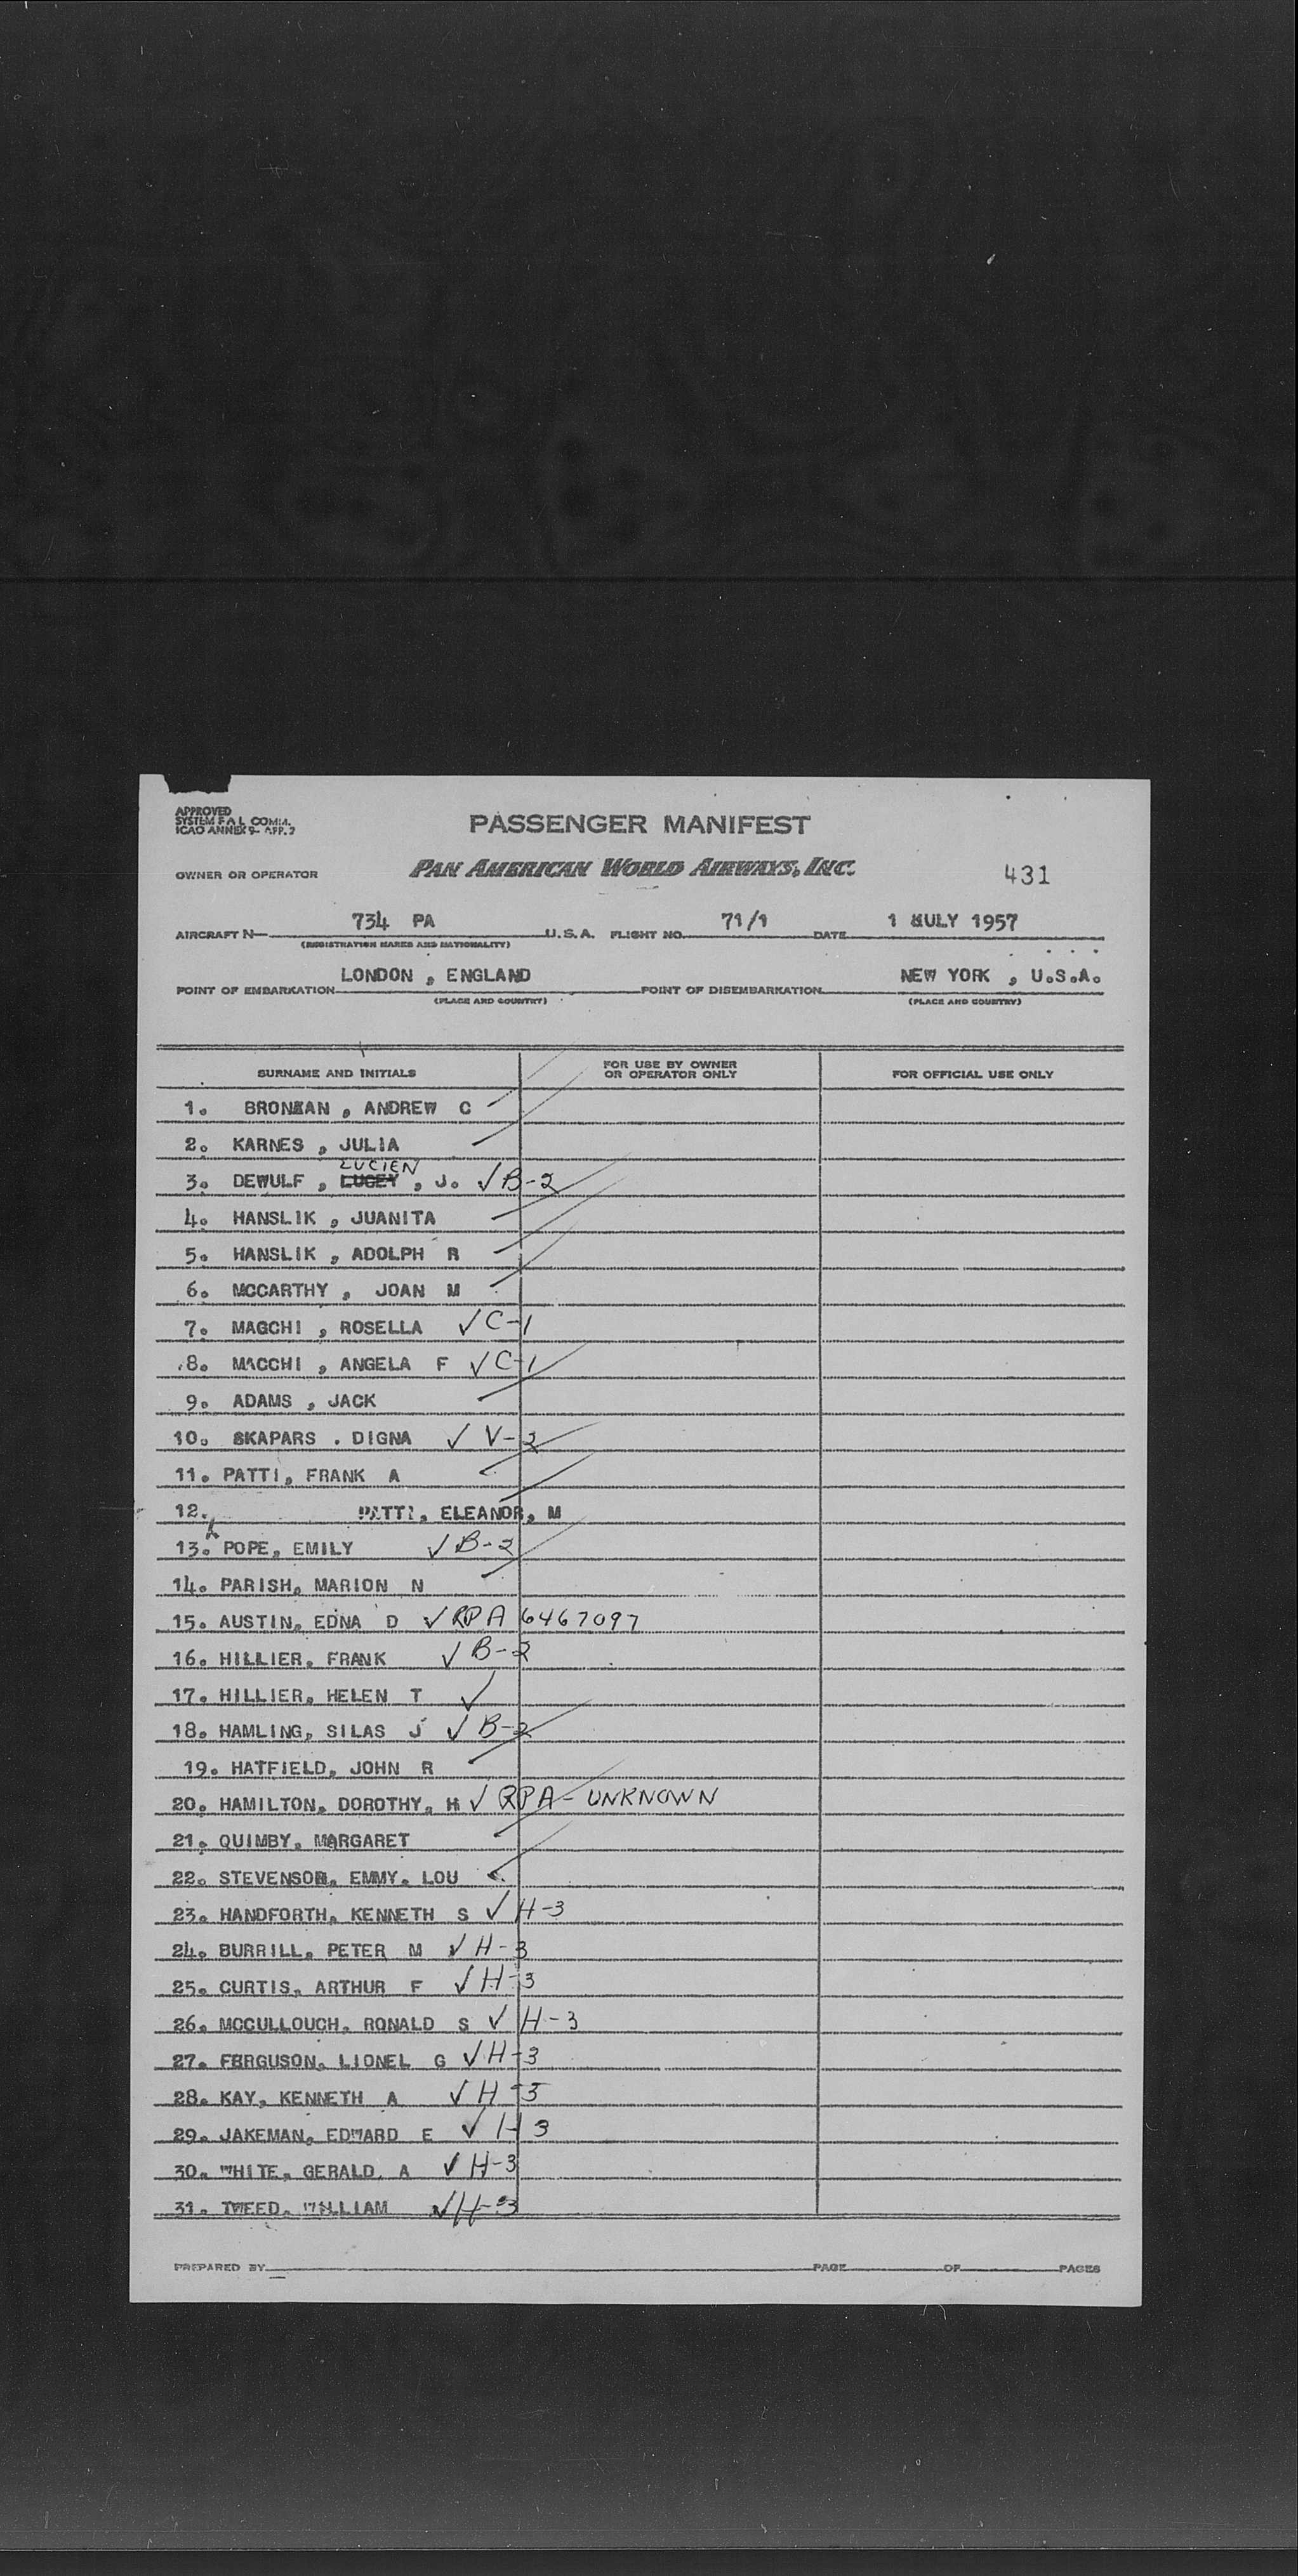 APPROVED
SYSTEM F A L COMM.
ICAO ANNEX 9- APP. 2
PASSENGER MANIFEST
OWNER OR OPERATOR PAN AMERICAN WORLD AIRWAYS, INC. 431
AIRCRAFT N— 734 PA U.S.A. FLIGHT NO. 71/1 DATE 1 JULY 1957
(REGISTRATION MARKS AND NATIONALITY)
POINT OF EMBARKATION LONDON , ENGLAND POINT OF DISEMBARKATION NEW YORK , U.S.A.
(PLACE AND COUNTRY) (PLACE AND COUNTRY)
SURNAME AND INITIALS FOR USE BY OWNER OR OPERATOR ONLY FOR OFFICIAL USE ONLY
1. , ANDREW C
2. KARNES , JULIA
LUCIEN
3. DEWULF , LUCEY , J. ✓ B-2
4. HANSLIK , JUANITA
5. HANSLIK , ADOLPH R
6. MCCARTHY , JOAN M
7. MAGCHI , ROSELLA ✓ C-1
8. MACCHI , ANGELA F ✓ C-1
9. ADAMS , JACK
10. SKAPARS . DIGNA ✓ V-2
11. PATTI, FRANK A
12. PATTI, ELEANOR, M
13. POPE, EMILY ✓ B-2
14. PARISH, MARION N
15. AUSTIN, EDNA D ✓ RPA 6467097
16. HILLIER, FRANK ✓ B-2
17. HILLIER, HELEN T ✓
18. HAMLING, SILAS J ✓ B-2
19. HATFIELD, JOHN R
20. HAMILTON, DOROTHY, H ✓ RPA - UNKNOWN
21. QUIMBY, MARGARET
22. STEVENSON, EMMY. LOU
23. HANDFORTH, KENNETH S ✓ H-3
24. BURRILL, PETER M ✓ H-3
25. CURTIS, ARTHUR F ✓ H-3
26. MCCULLOUCH, RONALD S ✓ H-3
27. FERGUSON, LIONEL G ✓ H-3
28. KAY, KENNETH A ✓ H-3
29. JAKEMAN, EDWARD E ✓ H 3
30. WHITE, GERALD. A ✓ H-3
31. TWEED, WILLIAM ✓ H-3
PREPARED BY PAGE OF PAGES